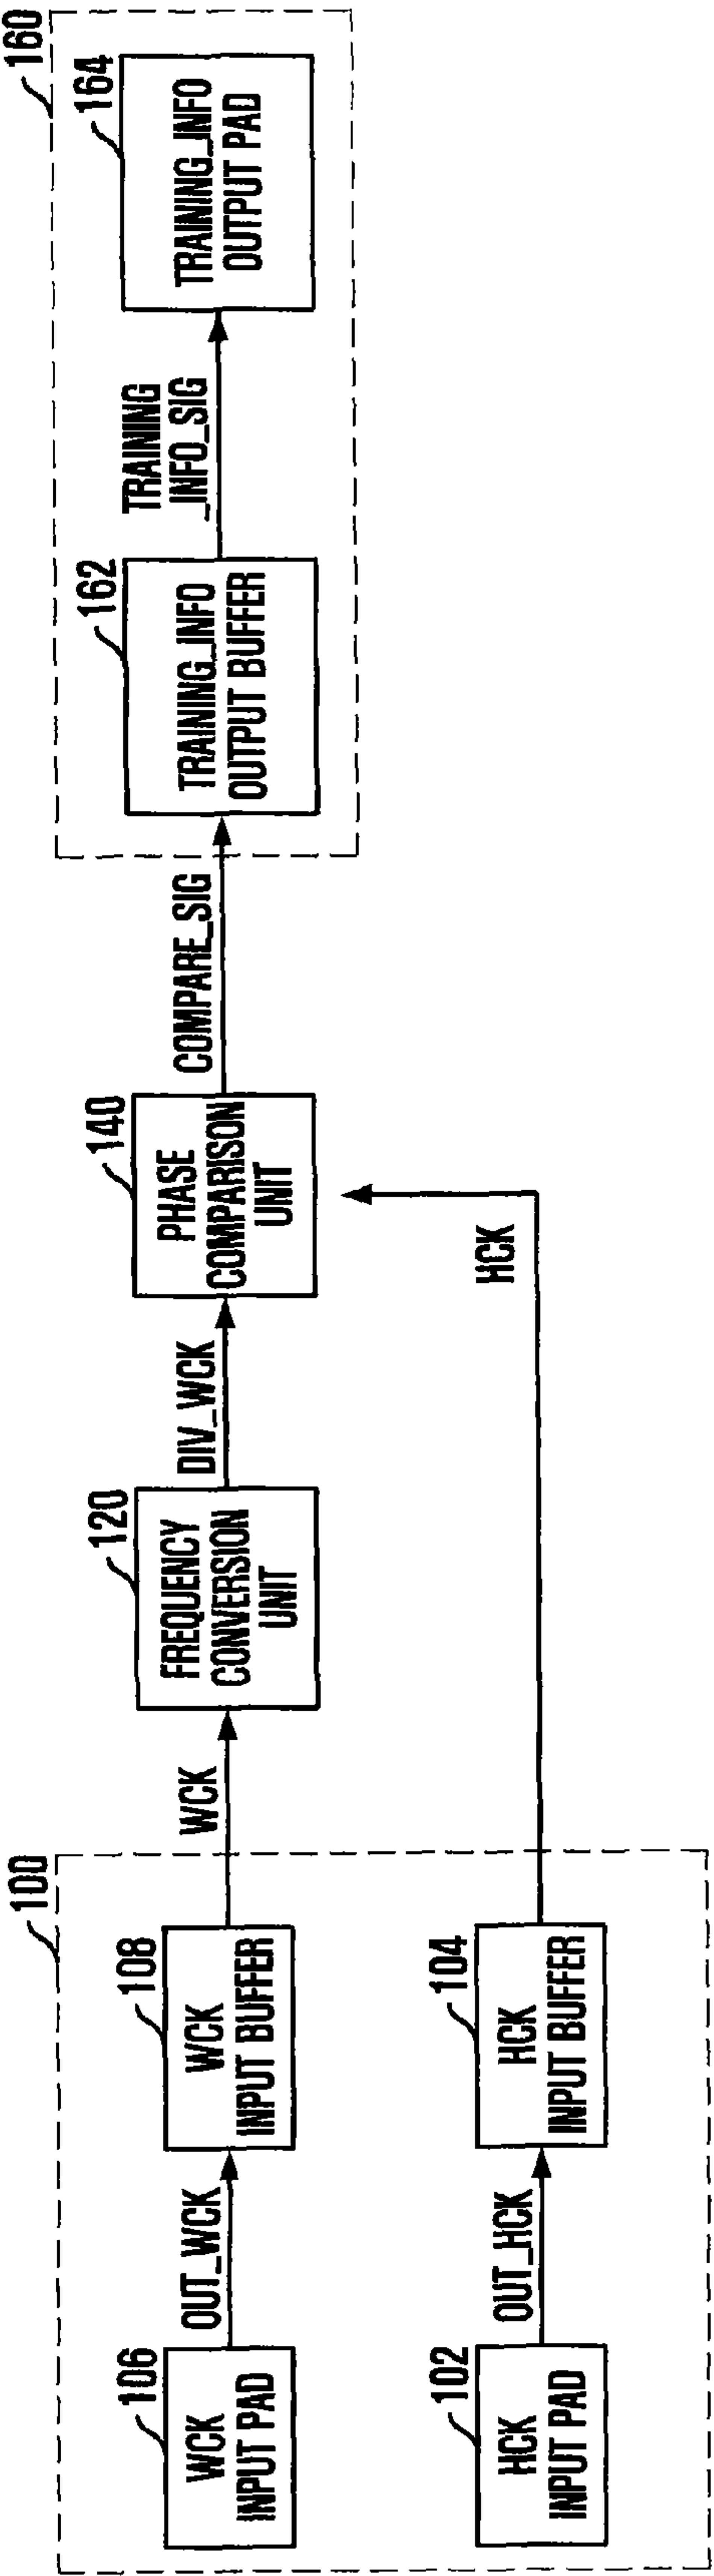 100
106
WCK
INPUT PAD
OUT_WCK
108
WCK
INPUT BUFFER
WCK
120
FREQUENCY
CONVERSION
UNIT
DIV_WCK
140
PHASE
COMPARISON
UNIT
COMPARE_SIG
160
162
TRAINING_INFO
OUTPUT BUFFER
TRAINING
_INFO_SIG
164
TRAINING_INFO
OUTPUT PAD
102
HCK
INPUT PAD
OUT_HCK
104
HCK
INPUT BUFFER
HCK